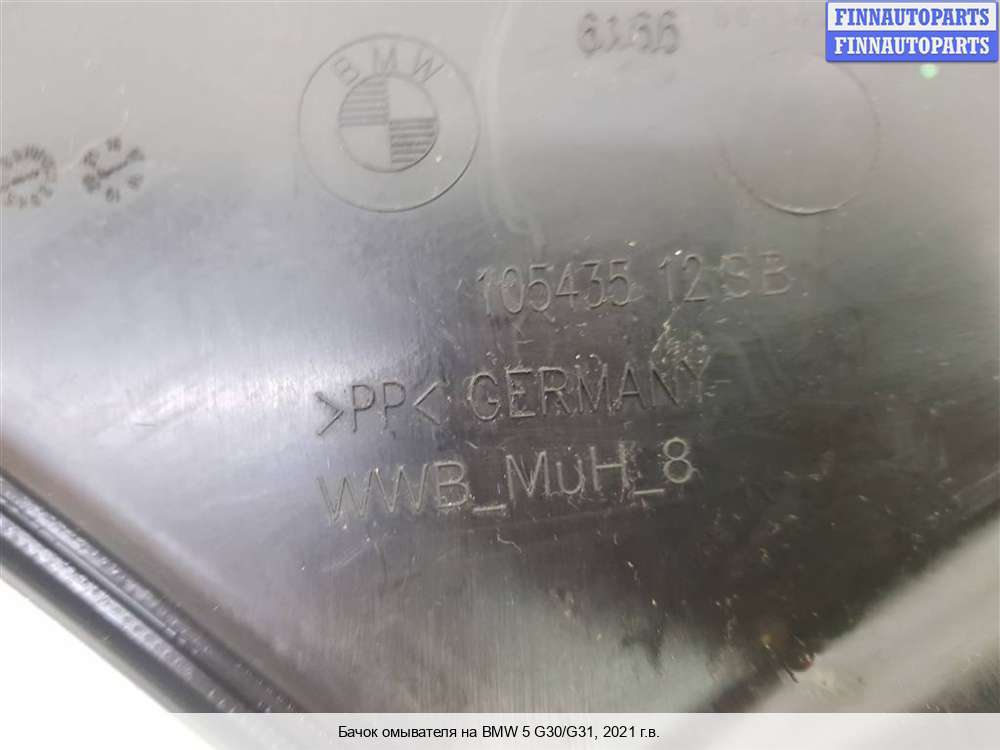 FINNAUTOPARTS
FINNAUTOPARTS
6166
BMW
105435 12 SB
>PP< GERMANY
WWB_MuH_8
Бачок омывателя на BMW 5 G30/G31, 2021 г.в.